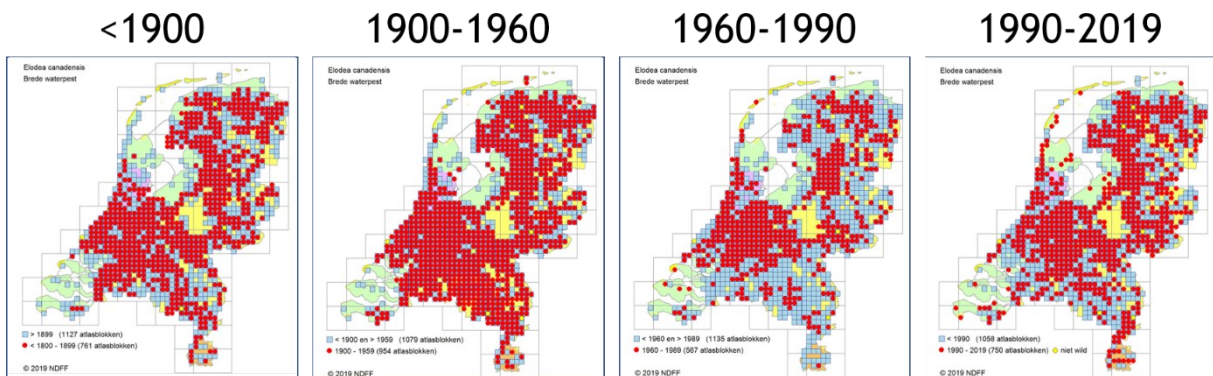 <1900
1900-1960
1960-1990
1990-2019
Elodea canadensis
Brede waterpest
> 1899 (1127 atlasblokken)
< 1800 - 1899 (761 atlasblokken)
© 2019 NDFF
Elodea canadensis
Brede waterpest
< 1900 en > 1959 (1079 atlasblokken)
1900 - 1959 (954 atlasblokken)
© 2019 NDFF
Elodea canadensis
Brede waterpest
< 1960 en > 1989 (1135 atlasblokken)
1960 - 1989 (567 atlasblokken)
© 2019 NDFF
Elodea canadensis
Brede waterpest
< 1990 (1058 atlasblokken)
1990 - 2019 (750 atlasblokken) niet wild
© 2019 NDFF